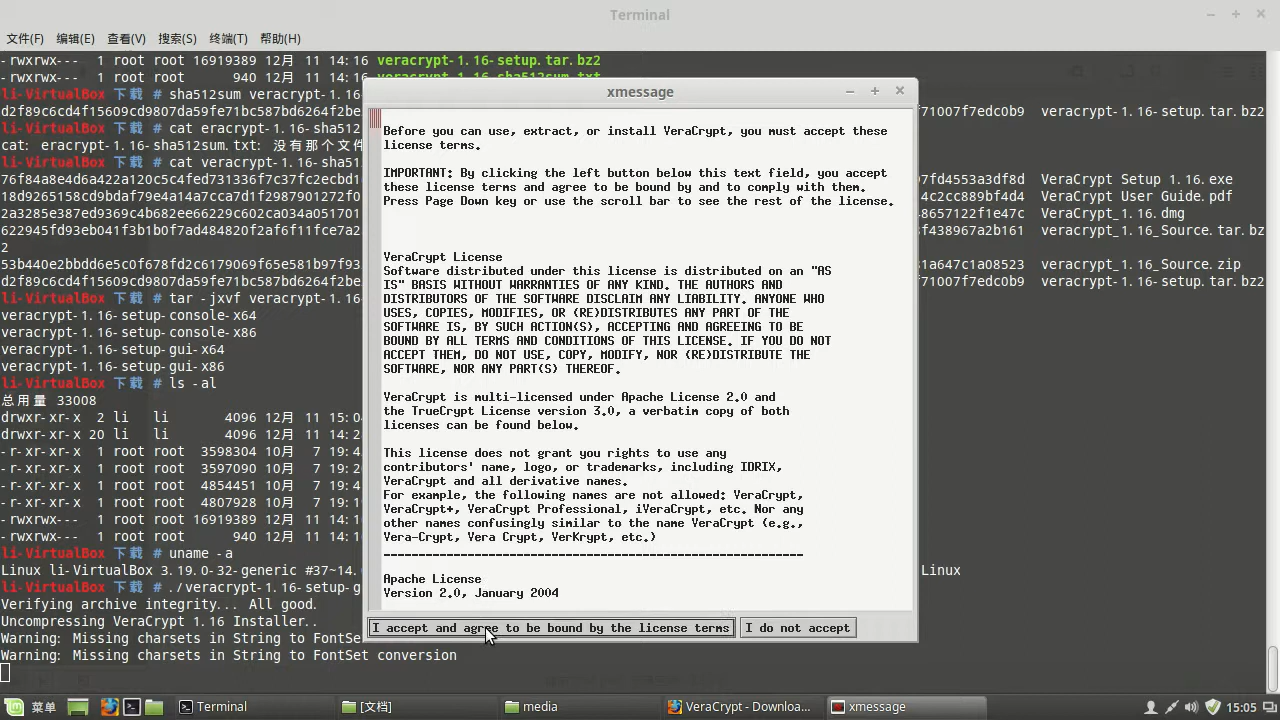 Terminal
文件(F) 编辑(E) 查看(V) 搜索(S) 终端(T) 帮助(H)
-rwxrwx--- 1 root root 16919389 12月 11 14:16 veracrypt-1.16-setup.tar.bz2
-rwxrwx--- 1 root root 940 12月 11 14:16 veracrypt-1.16-sha512sum.txt
li-VirtualBox 下载 # sha512sum veracrypt-1.16-
d2f89c6cd4f15609cd9807da59fe71bc587bd6264f2be 71007f7edc0b9 veracrypt-1.16-setup.tar.bz2
li-VirtualBox 下载 # cat eracrypt-1.16-sha512
cat: eracrypt-1.16-sha512sum.txt: 没有那个文件
li-VirtualBox 下载 # cat veracrypt-1.16-sha51
76f84a8e4d6a422a120c5c4fed731336f7c37fc2ecbd1 97fd4553a3df8d VeraCrypt Setup 1.16.exe
18d9265158cd9bdaf79e4a14a70ca7d1f2987901272f0 4c2cc889bf4d4 VeraCrypt User Guide.pdf
2a3285e387ed9369c4b682ee66229c602ca034a051701 8657122f1e47c VeraCrypt_1.16.dmg
622945fd93eb041f3b1b0f7ad484820f2af6f11fce7a2 f438967a2b161 VeraCrypt_1.16_Source.tar.bz
2
53b440e2bbdd6e5c0f678fd2c6179069f65e581b97f93 1a647c1a08523 VeraCrypt_1.16_Source.zip
d2f89c6cd4f15609cd9807da59fe71bc587bd6264f2be 71007f7edc0b9 veracrypt-1.16-setup.tar.bz2
li-VirtualBox 下载 # tar -jxvf veracrypt-1.16-
veracrypt-1.16-setup-console-x64
veracrypt-1.16-setup-console-x86
veracrypt-1.16-setup-gui-x64
veracrypt-1.16-setup-gui-x86
li-VirtualBox 下载 # ls -al
总用量 33008
drwxr-xr-x 2 li li 4096 12月 11 15:04
drwxr-xr-x 20 li li 4096 12月 11 14:2
-r-xr-xr-x 1 root root 3598304 10月 7 19:4
-r-xr-xr-x 1 root root 3597090 10月 7 19:2
-r-xr-xr-x 1 root root 4854451 10月 7 19:4
-r-xr-xr-x 1 root root 4807928 10月 7 19:1
-rwxrwx--- 1 root root 16919389 12月 11 14:1
-rwxrwx--- 1 root root 940 12月 11 14:1
li-VirtualBox 下载 # uname -a
Linux li-VirtualBox 3.19.0-32-generic #37~14. Linux
li-VirtualBox 下载 # ./veracrypt-1.16-setup-g
Verifying archive integrity... All good.
Uncompressing VeraCrypt 1.16 Installer..
Warning: Missing charsets in String to FontSe
Warning: Missing charsets in String to FontSet conversion
xmessage
Before you can use, extract, or install VeraCrypt, you must accept these
license terms.
IMPORTANT: By clicking the left button below this text field, you accept
these license terms and agree to be bound by and to comply with them.
Press Page Down key or use the scroll bar to see the rest of the license.
VeraCrypt License
Software distributed under this license is distributed on an "AS
IS" BASIS WITHOUT WARRANTIES OF ANY KIND. THE AUTHORS AND
DISTRIBUTORS OF THE SOFTWARE DISCLAIM ANY LIABILITY. ANYONE WHO
USES, COPIES, MODIFIES, OR (RE)DISTRIBUTES ANY PART OF THE
SOFTWARE IS, BY SUCH ACTION(S), ACCEPTING AND AGREEING TO BE
BOUND BY ALL TERMS AND CONDITIONS OF THIS LICENSE. IF YOU DO NOT
ACCEPT THEM, DO NOT USE, COPY, MODIFY, NOR (RE)DISTRIBUTE THE
SOFTWARE, NOR ANY PART(S) THEREOF.
VeraCrypt is multi-licensed under Apache License 2.0 and
the TrueCrypt License version 3.0, a verbatim copy of both
licenses can be found below.
This license does not grant you rights to use any
contributors' name, logo, or trademarks, including IDRIX,
VeraCrypt and all derivative names.
For example, the following names are not allowed: VeraCrypt,
VeraCrypt+, VeraCrypt Professional, iVeraCrypt, etc. Nor any
other names confusingly similar to the name VeraCrypt (e.g.,
Vera-Crypt, Vera Crypt, VerKrypt, etc.)
------------------------------------------------------------
Apache License
Version 2.0, January 2004
I accept and agree to be bound by the license terms I do not accept
菜单 Terminal [文档] media VeraCrypt - Downloa... xmessage 15:05